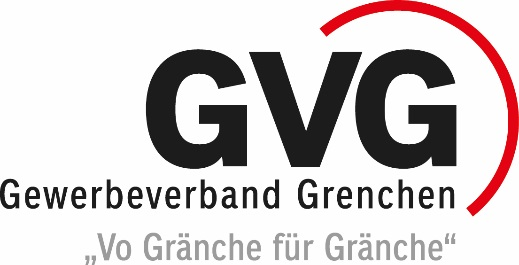 GVG
Gewerbeverband Grenchen
„Vo Gränche für Gränche“